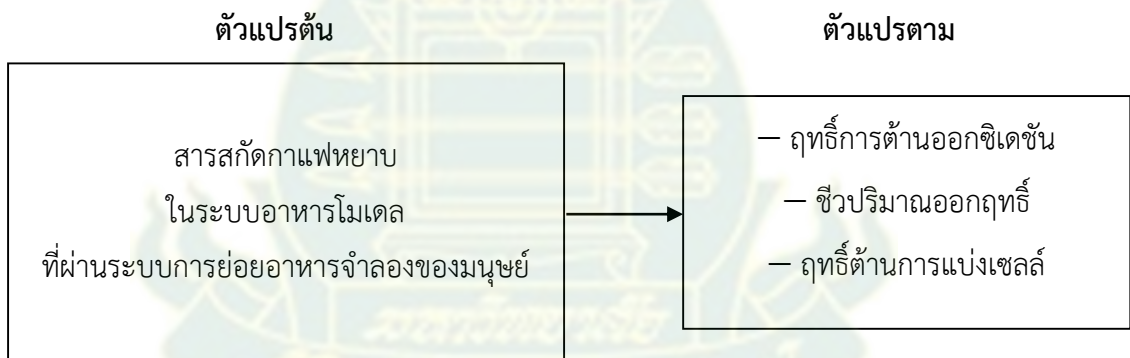 ตัวแปรต้น
ตัวแปรตาม
สารสกัดกาแฟหยาบ
ในระบบอาหารโมเดล
ที่ผ่านระบบการย่อยอาหารจำลองของมนุษย์
– ฤทธิ์การต้านออกซิเดชัน
– ชีวปริมาณออกฤทธิ์
– ฤทธิ์ต้านการแบ่งเซลล์